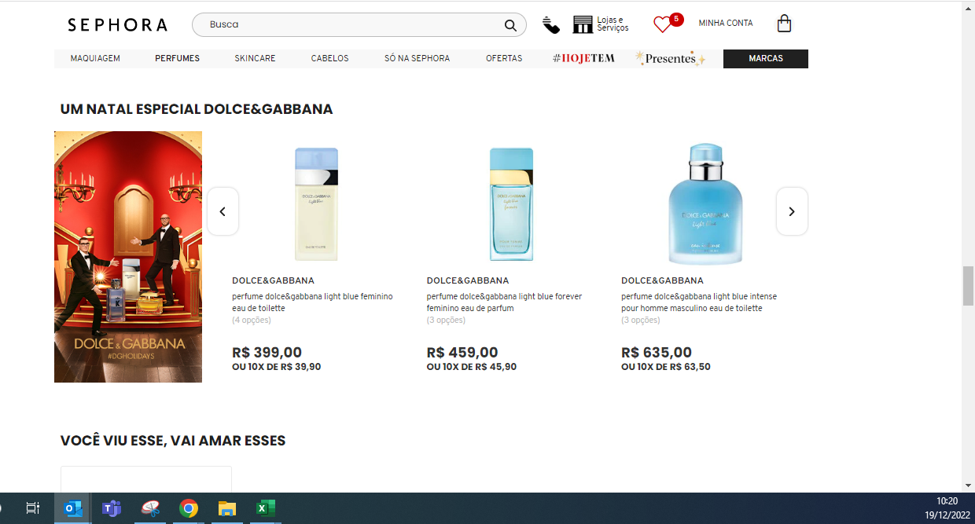 SEPHORA
Busca
Lojas e
Serviços
5
MINHA CONTA
MAQUIAGEM PERFUMES SKINCARE CABELOS SÓ NA SEPHORA OFERTAS #HOJETEM Presentes MARCAS
UM NATAL ESPECIAL DOLCE&GABBANA
DOLCE & GABBANA
#DGHOLIDAYS
DOLCE&GABBANA
perfume dolce&gabbana light blue feminino
eau de toilette
(4 opções)
R$ 399,00
OU 10X DE R$ 39,90
DOLCE&GABBANA
perfume dolce&gabbana light blue forever
feminino eau de parfum
(3 opções)
R$ 459,00
OU 10X DE R$ 45,90
DOLCE&GABBANA
perfume dolce&gabbana light blue intense
pour homme masculino eau de toilette
(3 opções)
R$ 635,00
OU 10X DE R$ 63,50
VOCÊ VIU ESSE, VAI AMAR ESSES
10:20
19/12/2022